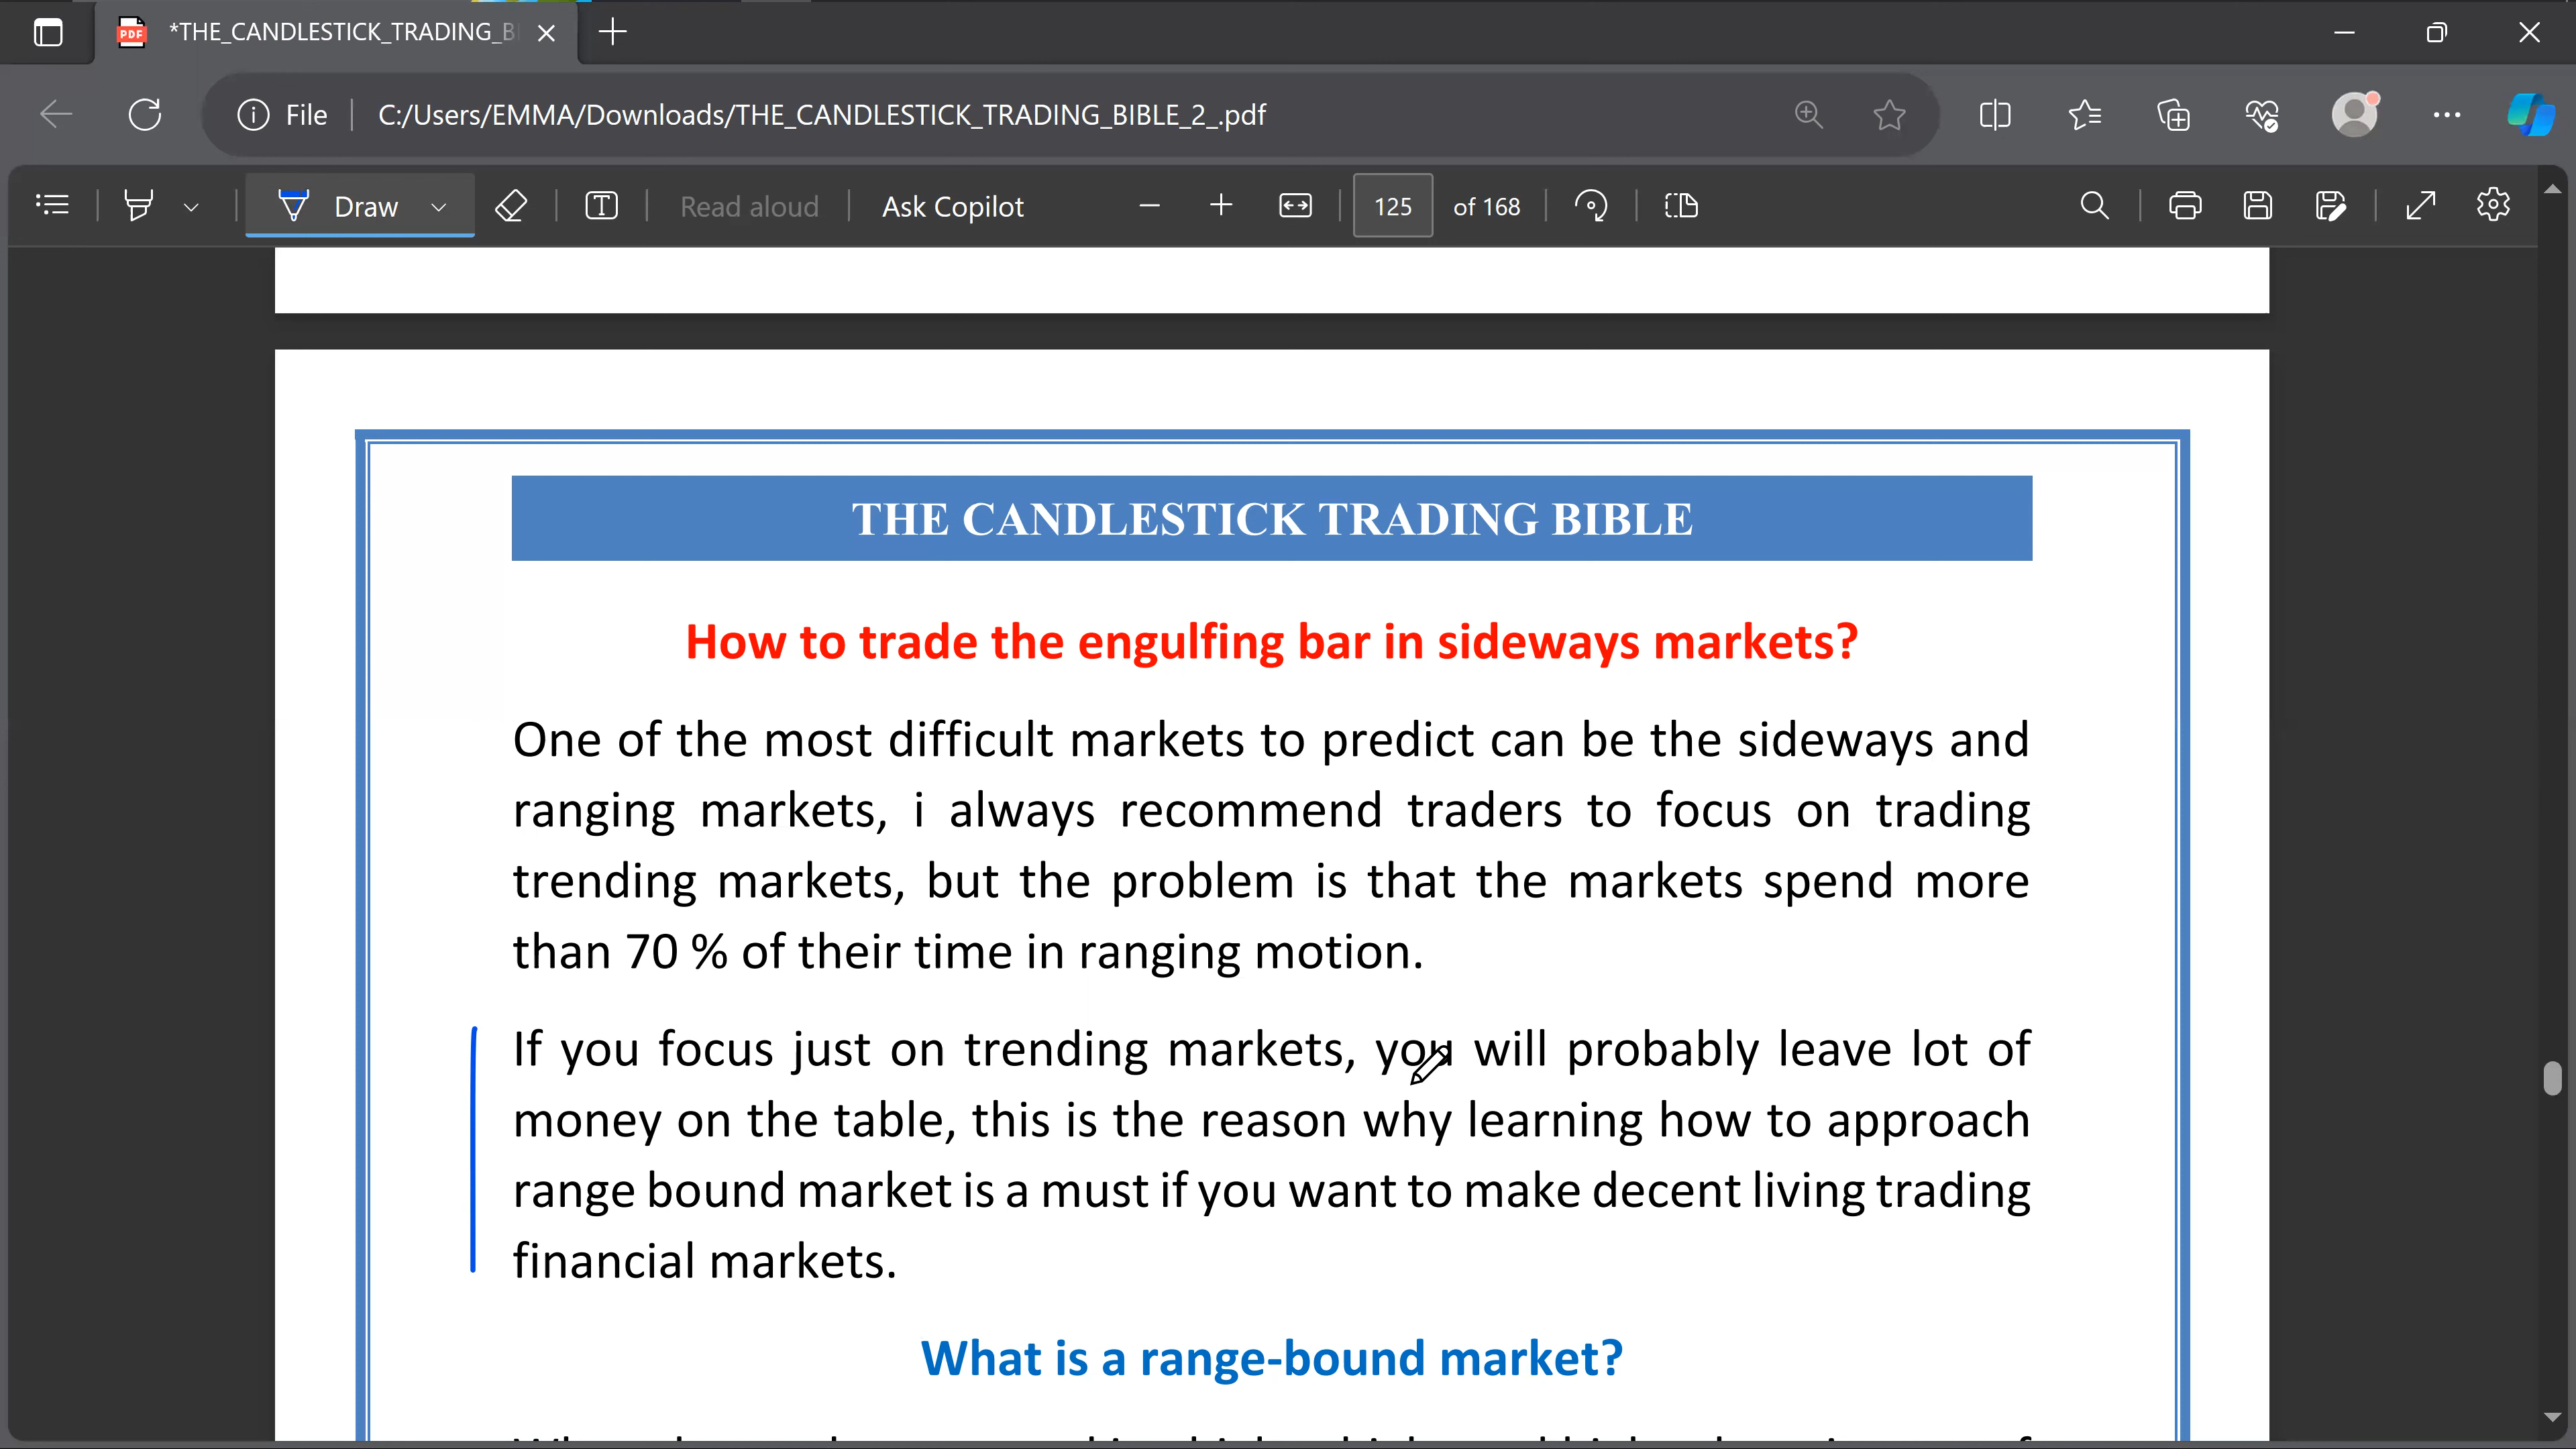 *THE_CANDLESTICK_TRADING_B
File
C:/Users/EMMA/Downloads/THE_CANDLESTICK_TRADING_BIBLE_2_.pdf
Draw
Read aloud
Ask Copilot
125 of 168
THE CANDLESTICK TRADING BIBLE
How to trade the engulfing bar in sideways markets?
One of the most difficult markets to predict can be the sideways and
ranging markets, i always recommend traders to focus on trading
trending markets, but the problem is that the markets spend more
than 70 % of their time in ranging motion.
If you focus just on trending markets, you will probably leave lot of
money on the table, this is the reason why learning how to approach
range bound market is a must if you want to make decent living trading
financial markets.
What is a range-bound market?